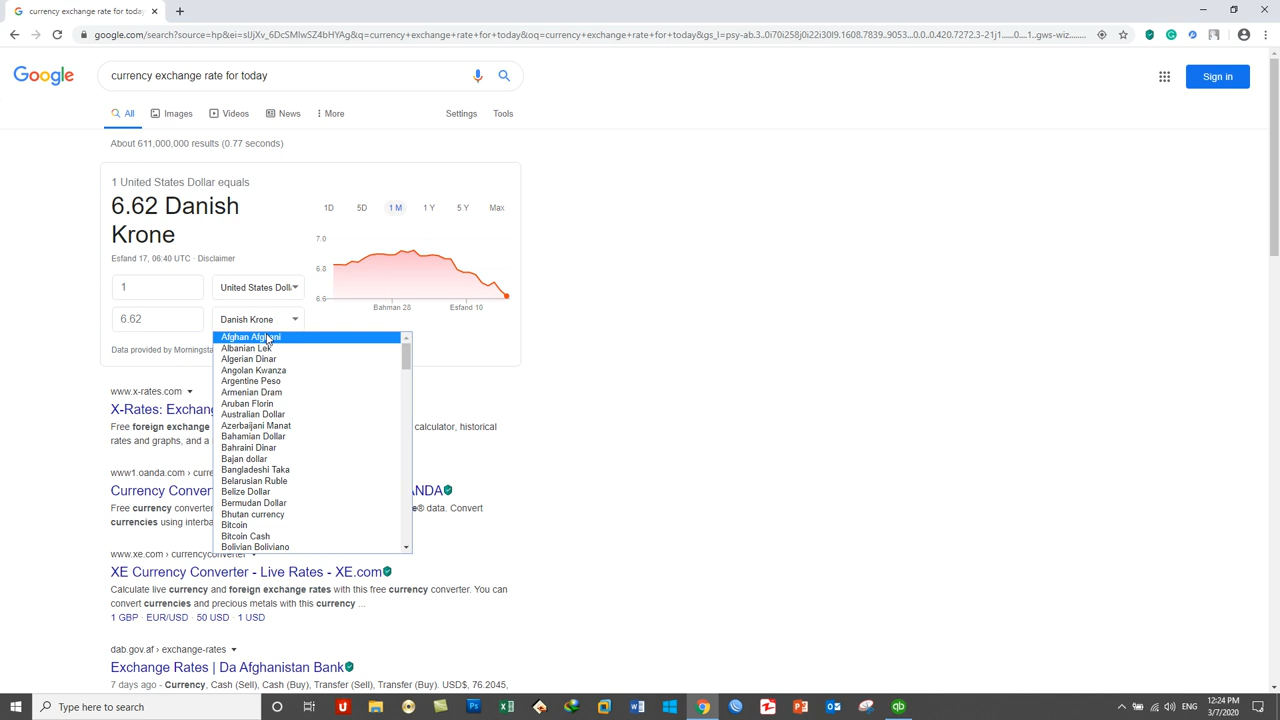 currency exchange rate for today
google.com/search?source=hp&ei=sIJjXv_6DcSMlwSZ4bHYAg&q=currency+exchange+rate+for+today&oq=currency+exchange+rate+for+today&gs_l=psy-ab.3..0i70i258j0i22i30l9.1608.7839..9053...0.0..0.420.7272.3-21j1......0....1..gws-wiz........
Google
currency exchange rate for today
Sign in
All Images Videos News More Settings Tools
About 611,000,000 results (0.77 seconds)
1 United States Dollar equals
6.62 Danish
Krone
Esfand 17, 06:40 UTC · Disclaimer
1D 5D 1 M 1 Y 5 Y Max
7.0
6.8
6.6
Bahman 28 Esfand 10
1 United States Doll
6.62 Danish Krone
Data provided by Morningsta
Afghan Afghani
Albanian Lek
Algerian Dinar
Angolan Kwanza
Argentine Peso
Armenian Dram
Aruban Florin
Australian Dollar
Azerbaijani Manat
Bahamian Dollar
Bahraini Dinar
Bajan dollar
Bangladeshi Taka
Belarusian Ruble
Belize Dollar
Bermudan Dollar
Bhutan currency
Bitcoin
Bitcoin Cash
Bolivian Boliviano
www.x-rates.com
X-Rates: Exchang
Free foreign exchange calculator, historical
rates and graphs, and a
www1.oanda.com › curre
Currency Conver NDA
Free currency converter e® data. Convert
currencies using interba
www.xe.com › currencyconverter
XE Currency Converter - Live Rates - XE.com
Calculate live currency and foreign exchange rates with this free currency converter. You can
convert currencies and precious metals with this currency ...
1 GBP · EUR/USD · 50 USD · 1 USD
dab.gov.af › exchange-rates
Exchange Rates | Da Afghanistan Bank
7 days ago - Currency, Cash (Sell), Cash (Buy), Transfer (Sell), Transfer (Buy). USD$, 76.2045,
Type here to search
ENG
12:24 PM
3/7/2020